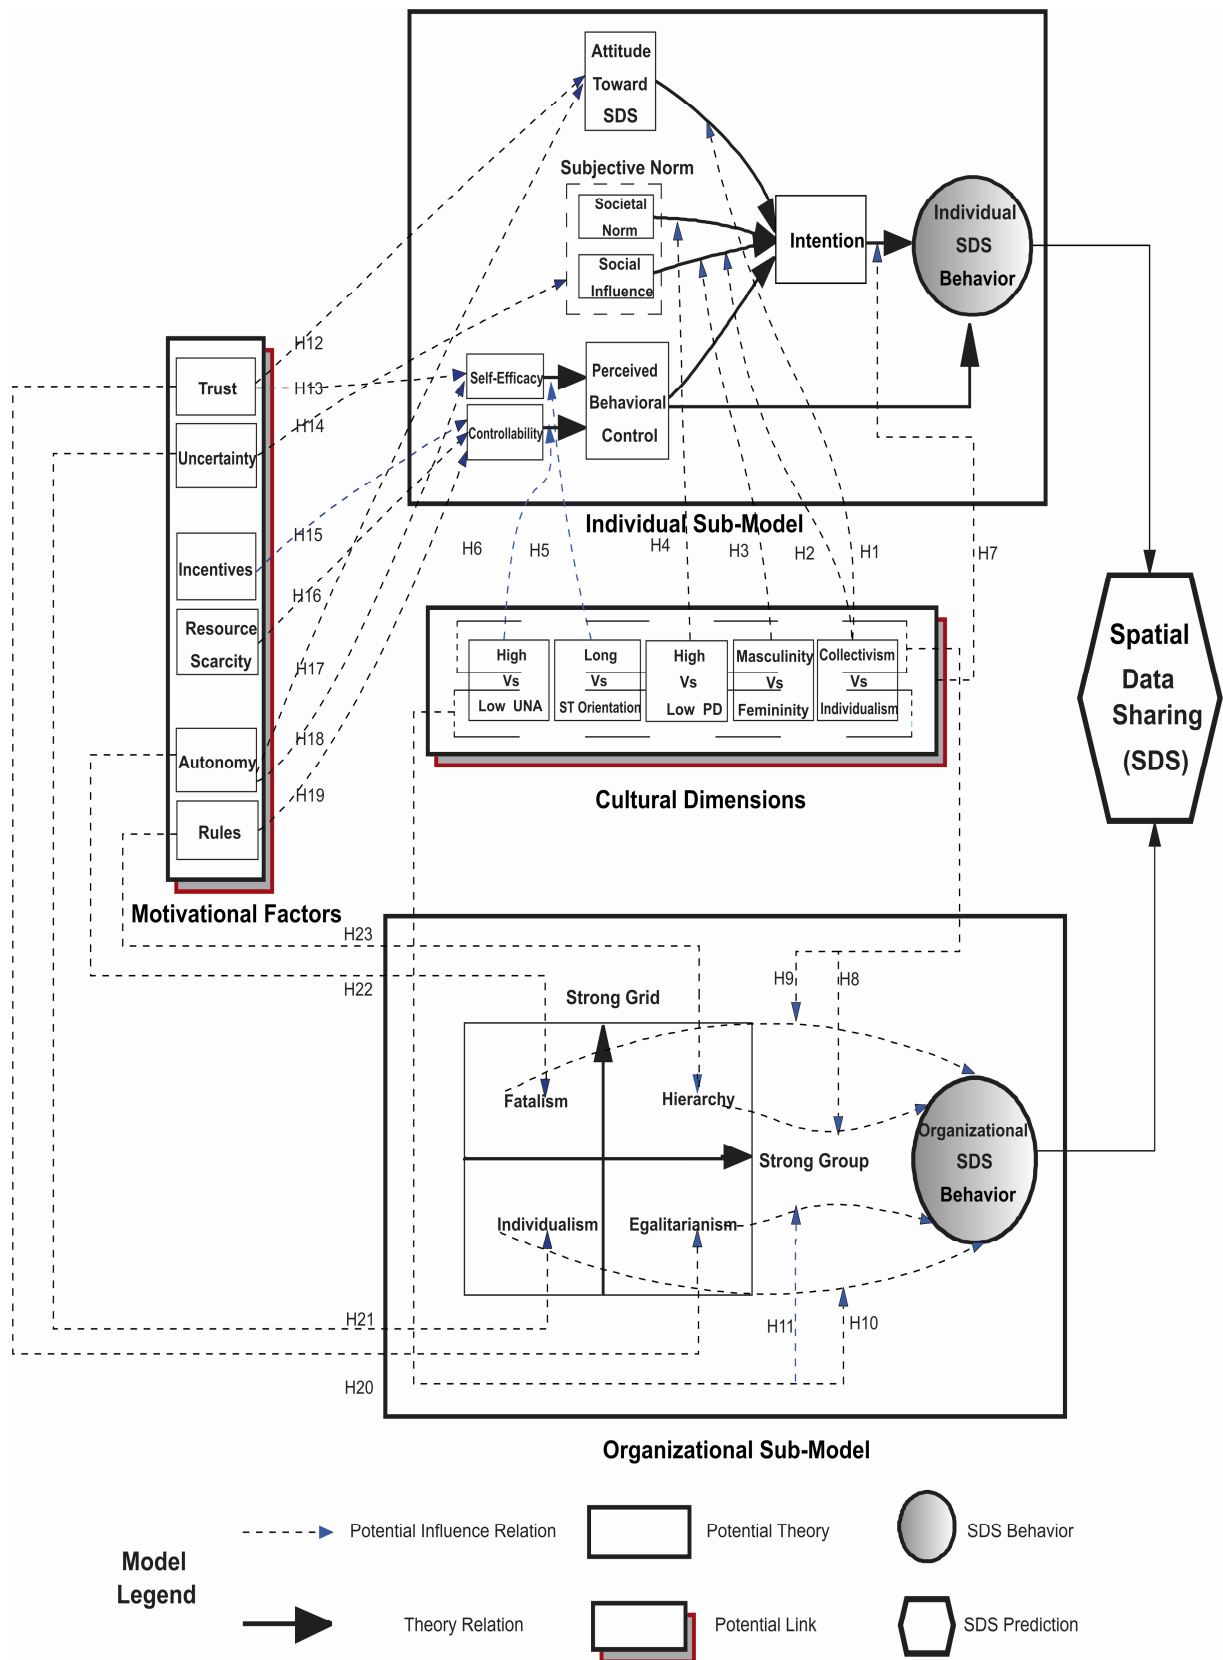 Attitude
Toward
SDS
Subjective Norm
Societal
Norm
Social
Influence
Intention
Individual
SDS
Behavior
Self-Efficacy
Controllability
Perceived
Behavioral
Control
Individual Sub-Model
H12
H13
H14
H15
H16
H17
H18
H19
Trust
Uncertainty
Incentives
Resource
Scarcity
Autonomy
Rules
Motivational Factors
H6
H5
H4
H3
H2
H1
H7
High
Vs
Low UNA
Long
Vs
ST Orientation
High
Vs
Low PD
Masculinity
Vs
Femininity
Collectivism
Vs
Individualism
Cultural Dimensions
Spatial
Data
Sharing
(SDS)
H23
H22
H21
H20
Strong Grid
H9
H8
Fatalism
Hierarchy
Strong Group
Individualism
Egalitarianism
H11
H10
Organizational
SDS
Behavior
Organizational Sub-Model
Model
Legend
Potential Influence Relation
Potential Theory
SDS Behavior
Theory Relation
Potential Link
SDS Prediction